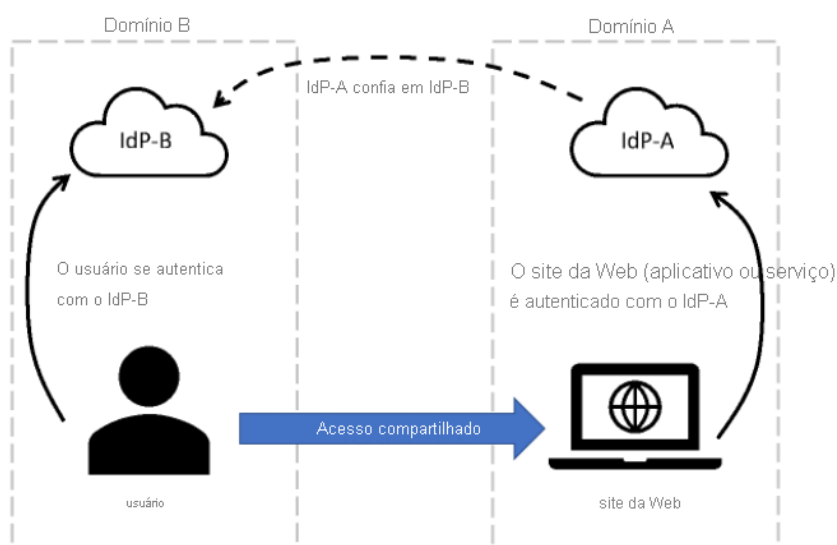 Domínio B
Domínio A
IdP-A confia em IdP-B
IdP-B
IdP-A
O usuário se autentica
com o IdP-B
O site da Web (aplicativo ou serviço)
é autenticado com o IdP-A
Acesso compartilhado
usuário
site da Web